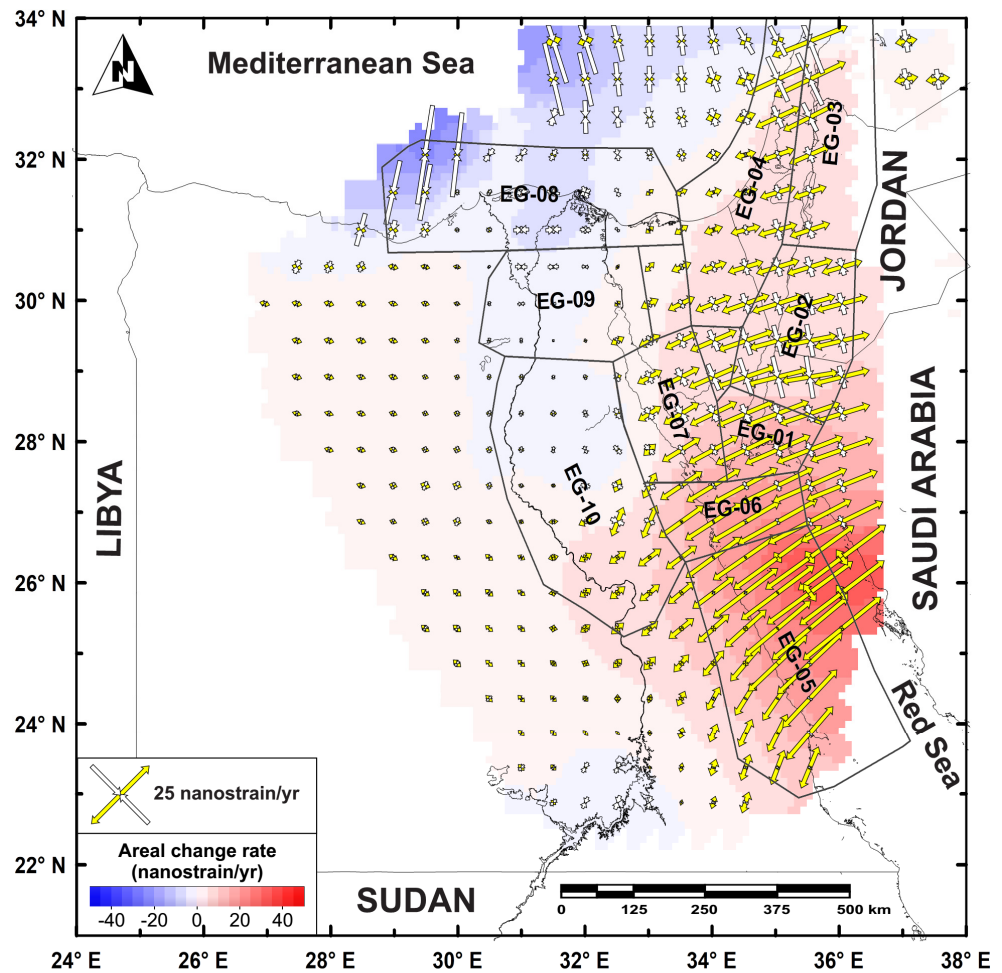 34° N
Mediterranean Sea
N
32° N
EG-03
EG-04
EG-08
JORDAN
30° N
EG-09
EG-02
EG-07
SAUDI ARABIA
28° N
EG-01
LIBYA
EG-10
EG-06
26° N
EG-05
24° N
Red Sea
25 nanostrain/yr
22° N
Areal change rate
(nanostrain/yr)
-40 -20 0 20 40
SUDAN
0 125 250 375 500 km
24° E 26° E 28° E 30° E 32° E 34° E 36° E 38° E